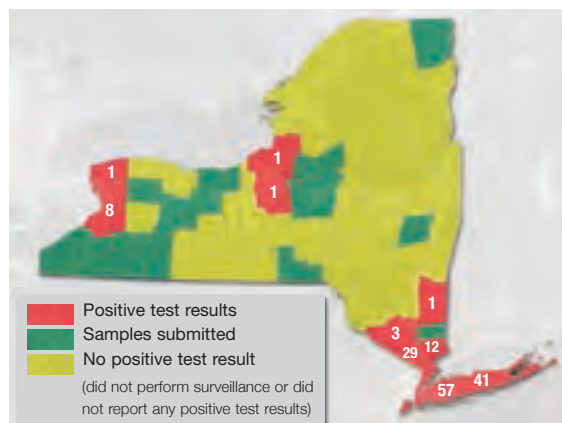 1
8
1
1
1
3
29 12
57 41
Positive test results
Samples submitted
No positive test result
(did not perform surveillance or did
not report any positive test results)